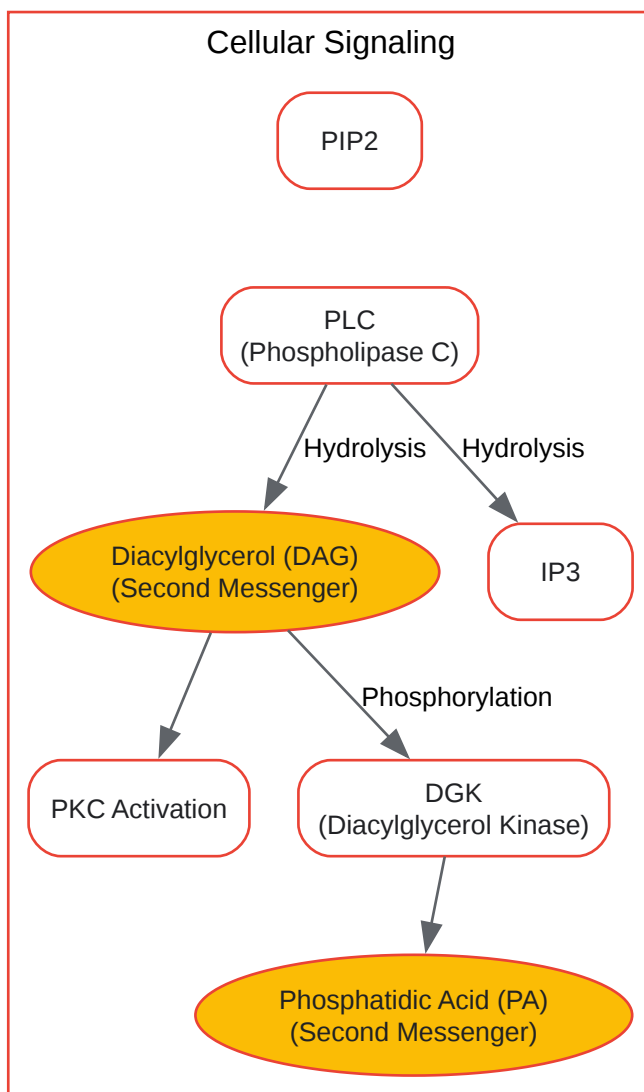 Cellular Signaling
PIP2
PLC
(Phospholipase C)
Hydrolysis
Hydrolysis
Diacylglycerol (DAG)
(Second Messenger)
IP3
Phosphorylation
PKC Activation
DGK
(Diacylglycerol Kinase)
Phosphatidic Acid (PA)
(Second Messenger)